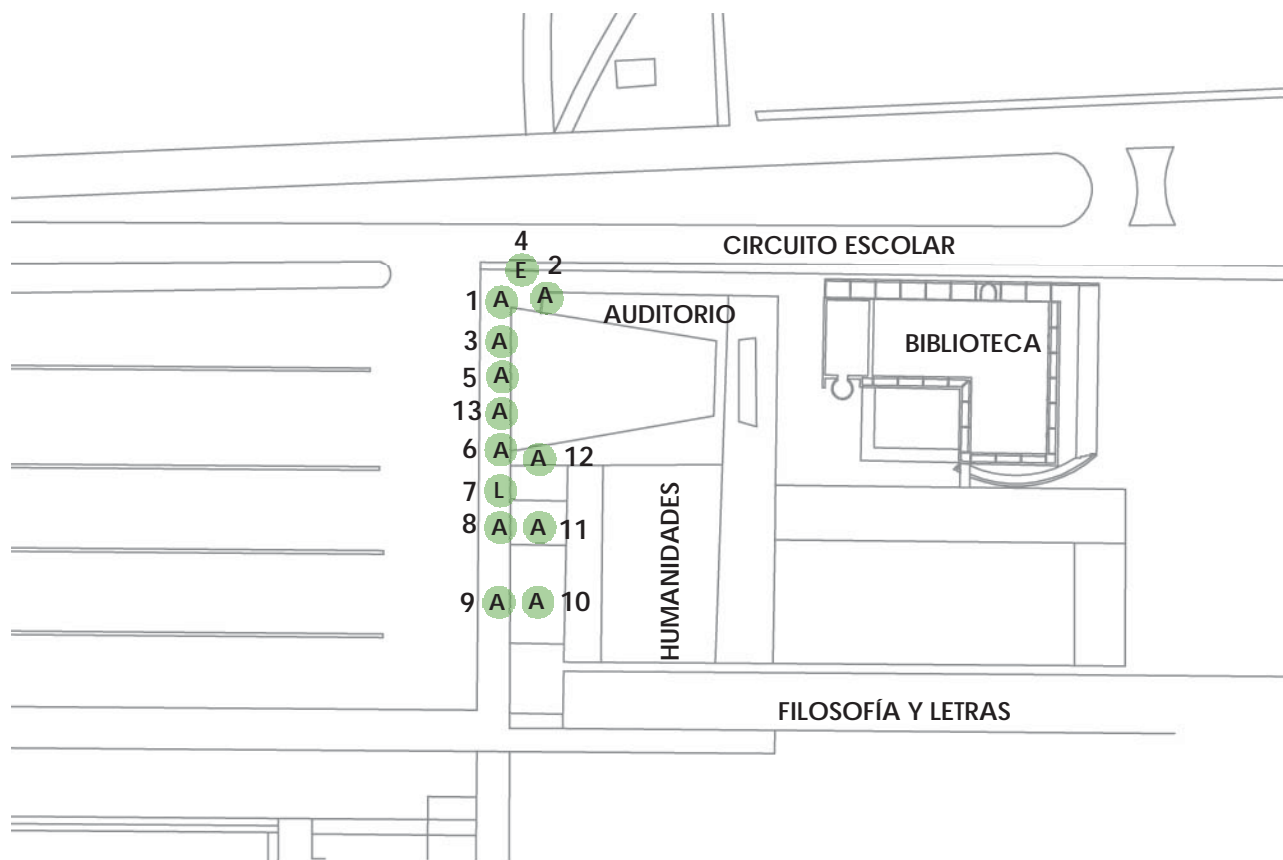 4
E
2
CIRCUITO ESCOLAR
1 A
A
AUDITORIO
3 A
BIBLIOTECA
5 A
13 A
6 A
A 12
7 L
8 A
A 11
HUMANIDADES
9 A
A 10
FILOSOFÍA Y LETRAS